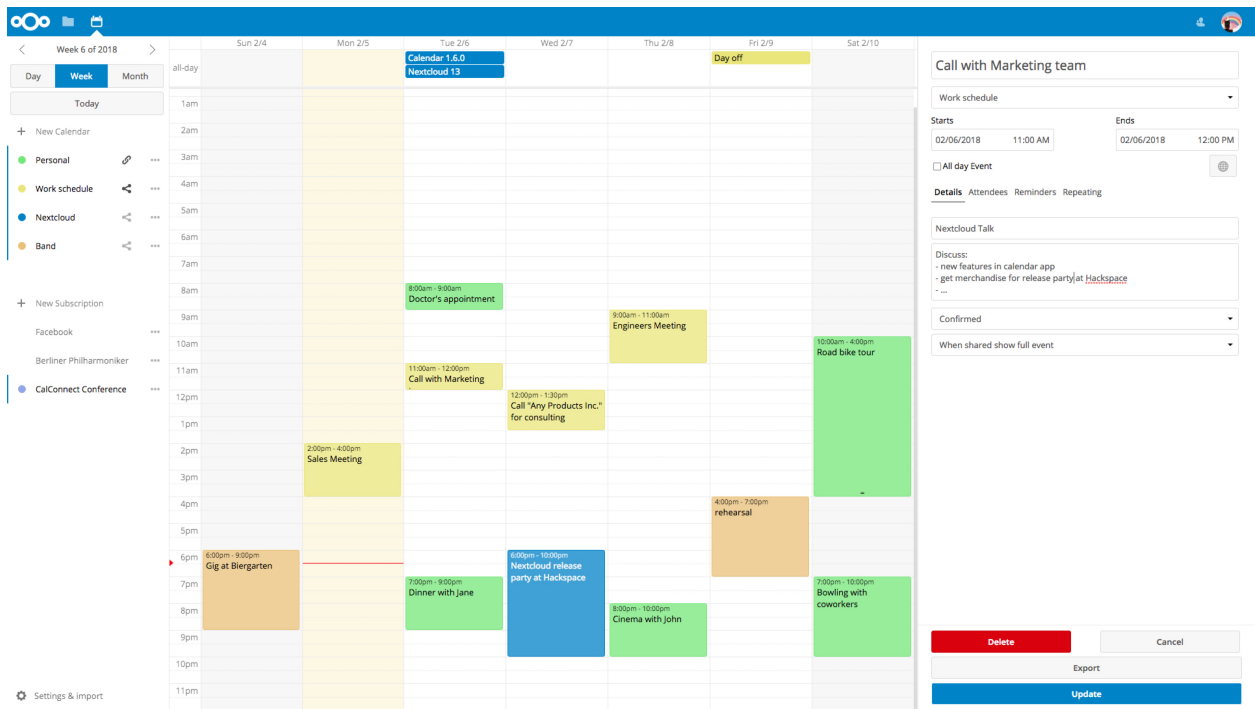 Week 6 of 2018
Day Week Month
Today
+ New Calendar
Personal
Work schedule
Nextcloud
Band
+ New Subscription
Facebook
Berliner Philharmoniker
CalConnect Conference
Settings & import
Sun 2/4 Mon 2/5 Tue 2/6 Wed 2/7 Thu 2/8 Fri 2/9 Sat 2/10
all-day
Calendar 1.6.0
Nextcloud 13
Day off
1am
2am
3am
4am
5am
6am
7am
8am
9am
10am
11am
12pm
1pm
2pm
3pm
4pm
5pm
6pm
7pm
8pm
9pm
10pm
11pm
6:00pm - 9:00pm
Gig at Biergarten
2:00pm - 4:00pm
Sales Meeting
8:00am - 9:00am
Doctor's appointment
11:00am - 12:00pm
Call with Marketing
7:00pm - 9:00pm
Dinner with Jane
12:00pm - 1:30pm
Call "Any Products Inc."
for consulting
6:00pm - 10:00pm
Nextcloud release
party at Hackspace
9:00am - 11:00am
Engineers Meeting
8:00pm - 10:00pm
Cinema with John
4:00pm - 7:00pm
rehearsal
10:00am - 4:00pm
Road bike tour
7:00pm - 10:00pm
Bowling with
coworkers
Call with Marketing team
Work schedule
Starts Ends
02/06/2018 11:00 AM 02/06/2018 12:00 PM
All day Event
Details Attendees Reminders Repeating
Nextcloud Talk
Discuss:
- new features in calendar app
- get merchandise for release party at Hackspace
- ...
Confirmed
When shared show full event
Delete Cancel
Export
Update